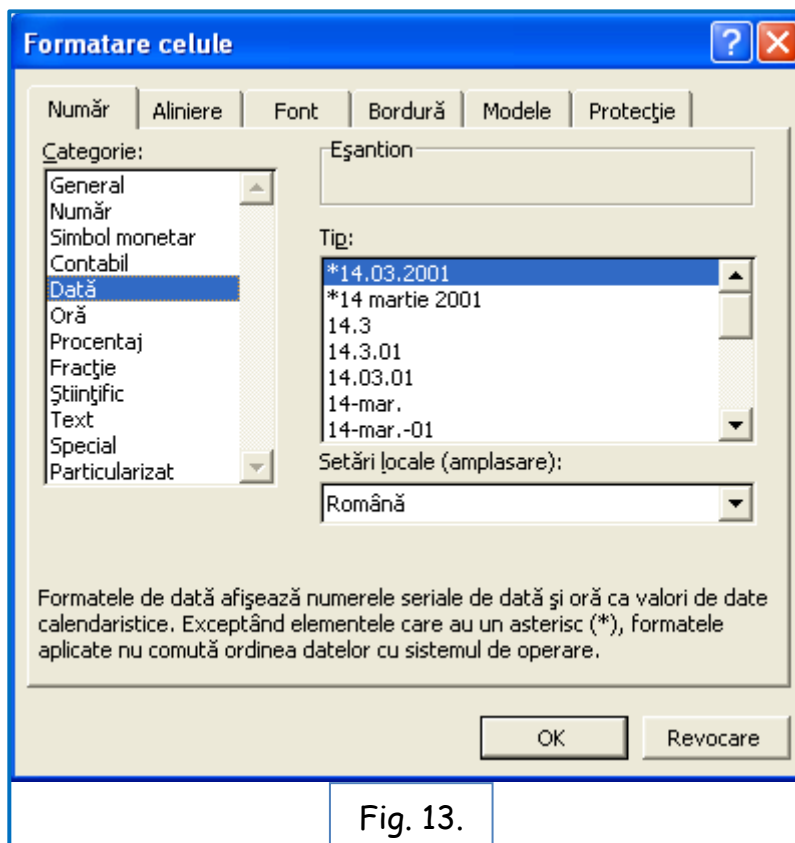 Formatare celule
Număr Aliniere Font Bordură Modele Protecţie
Categorie:
General
Număr
Simbol monetar
Contabil
Dată
Oră
Procentaj
Fracţie
Ştiinţific
Text
Special
Particularizat
Eşantion
Tip:
*14.03.2001
*14 martie 2001
14.3
14.3.01
14.03.01
14-mar.
14-mar.-01
Setări locale (amplasare):
Română
Formatele de dată afişează numerele seriale de dată şi oră ca valori de date
calendaristice. Exceptând elementele care au un asterisc (*), formatele
aplicate nu comută ordinea datelor cu sistemul de operare.
OK Revocare
Fig. 13.